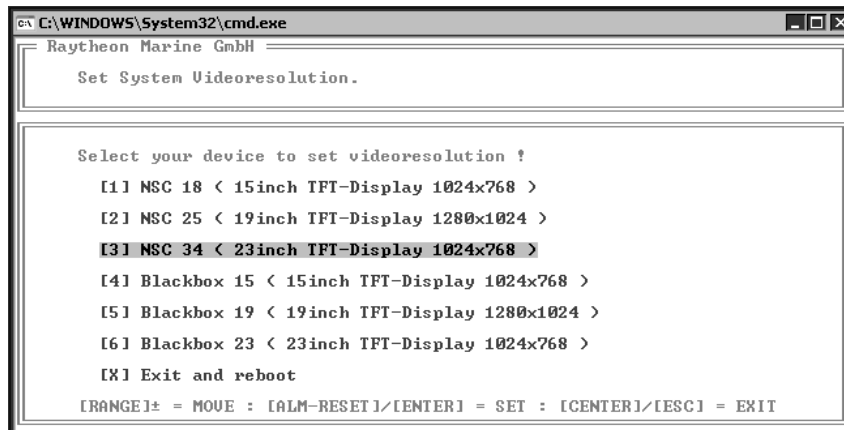 C:\WINDOWS\System32\cmd.exe
Raytheon Marine GmbH
Set System Videoresolution.
Select your device to set videoresolution !
[1] NSC 18 ( 15inch TFT-Display 1024x768 )
[2] NSC 25 ( 19inch TFT-Display 1280x1024 )
[3] NSC 34 ( 23inch TFT-Display 1024x768 )
[4] Blackbox 15 ( 15inch TFT-Display 1024x768 )
[5] Blackbox 19 ( 19inch TFT-Display 1280x1024 )
[6] Blackbox 23 ( 23inch TFT-Display 1024x768 )
[X] Exit and reboot
[RANGE]± = MOVE : [ALM-RESET]/[ENTER] = SET : [CENTER]/[ESC] = EXIT